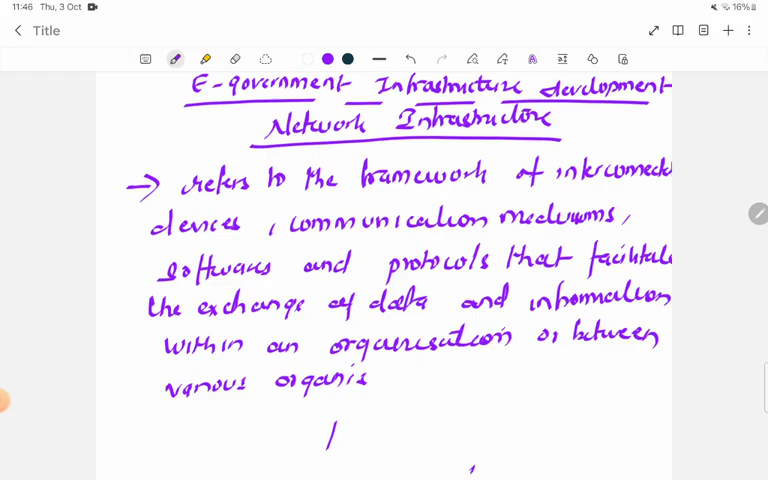 11:46 Thu, 3 Oct 16%
Title
E-government Infrastructure development
Network Infrastructure
→ refers to the framework of interconnected
devices, communication mediums,
softwares and protocols that facilitate
the exchange of data and information
within an organisation or between
various organis